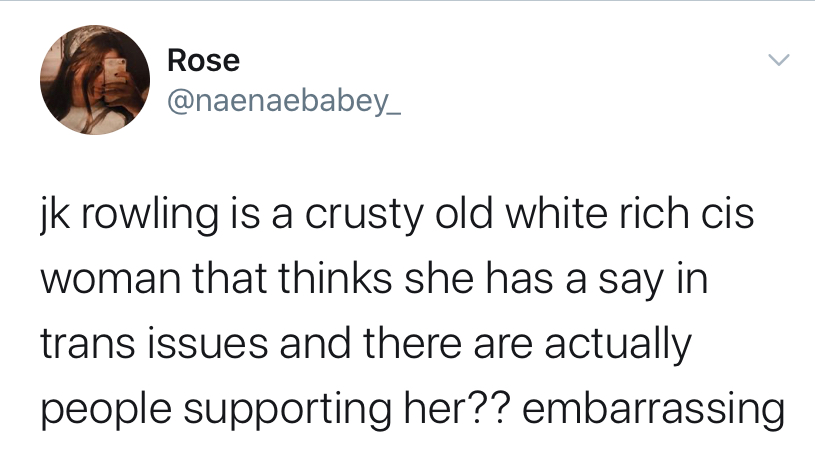 Rose
@naenaebabey_
jk rowling is a crusty old white rich cis
woman that thinks she has a say in
trans issues and there are actually
people supporting her?? embarrassing